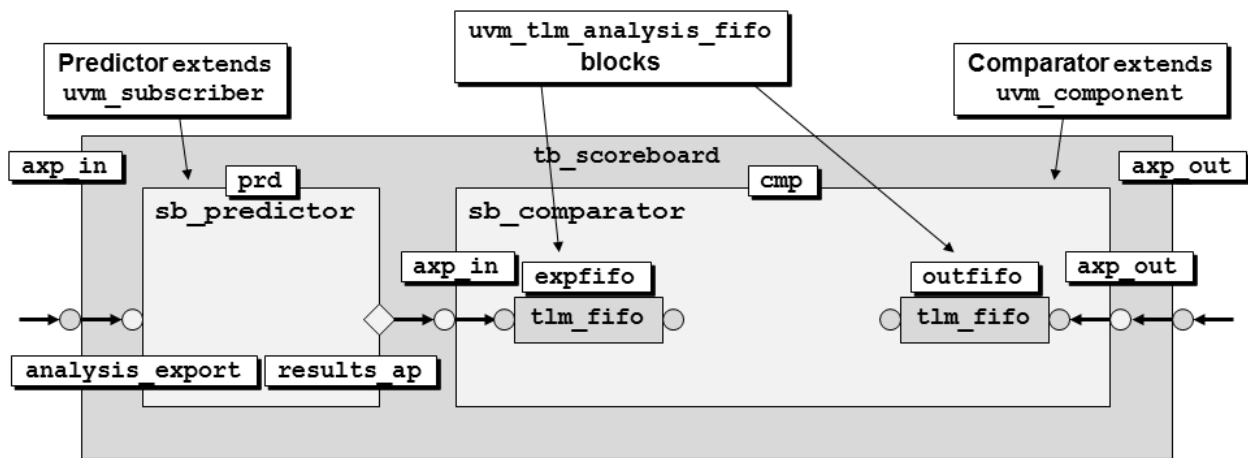 uvm_tlm_analysis_fifo
blocks
Predictor extends
uvm_subscriber
Comparator extends
uvm_component
tb_scoreboard
axp_in
axp_out
prd
cmp
sb_predictor
sb_comparator
axp_in
expfifo
outfifo
axp_out
tlm_fifo
tlm_fifo
analysis_export
results_ap